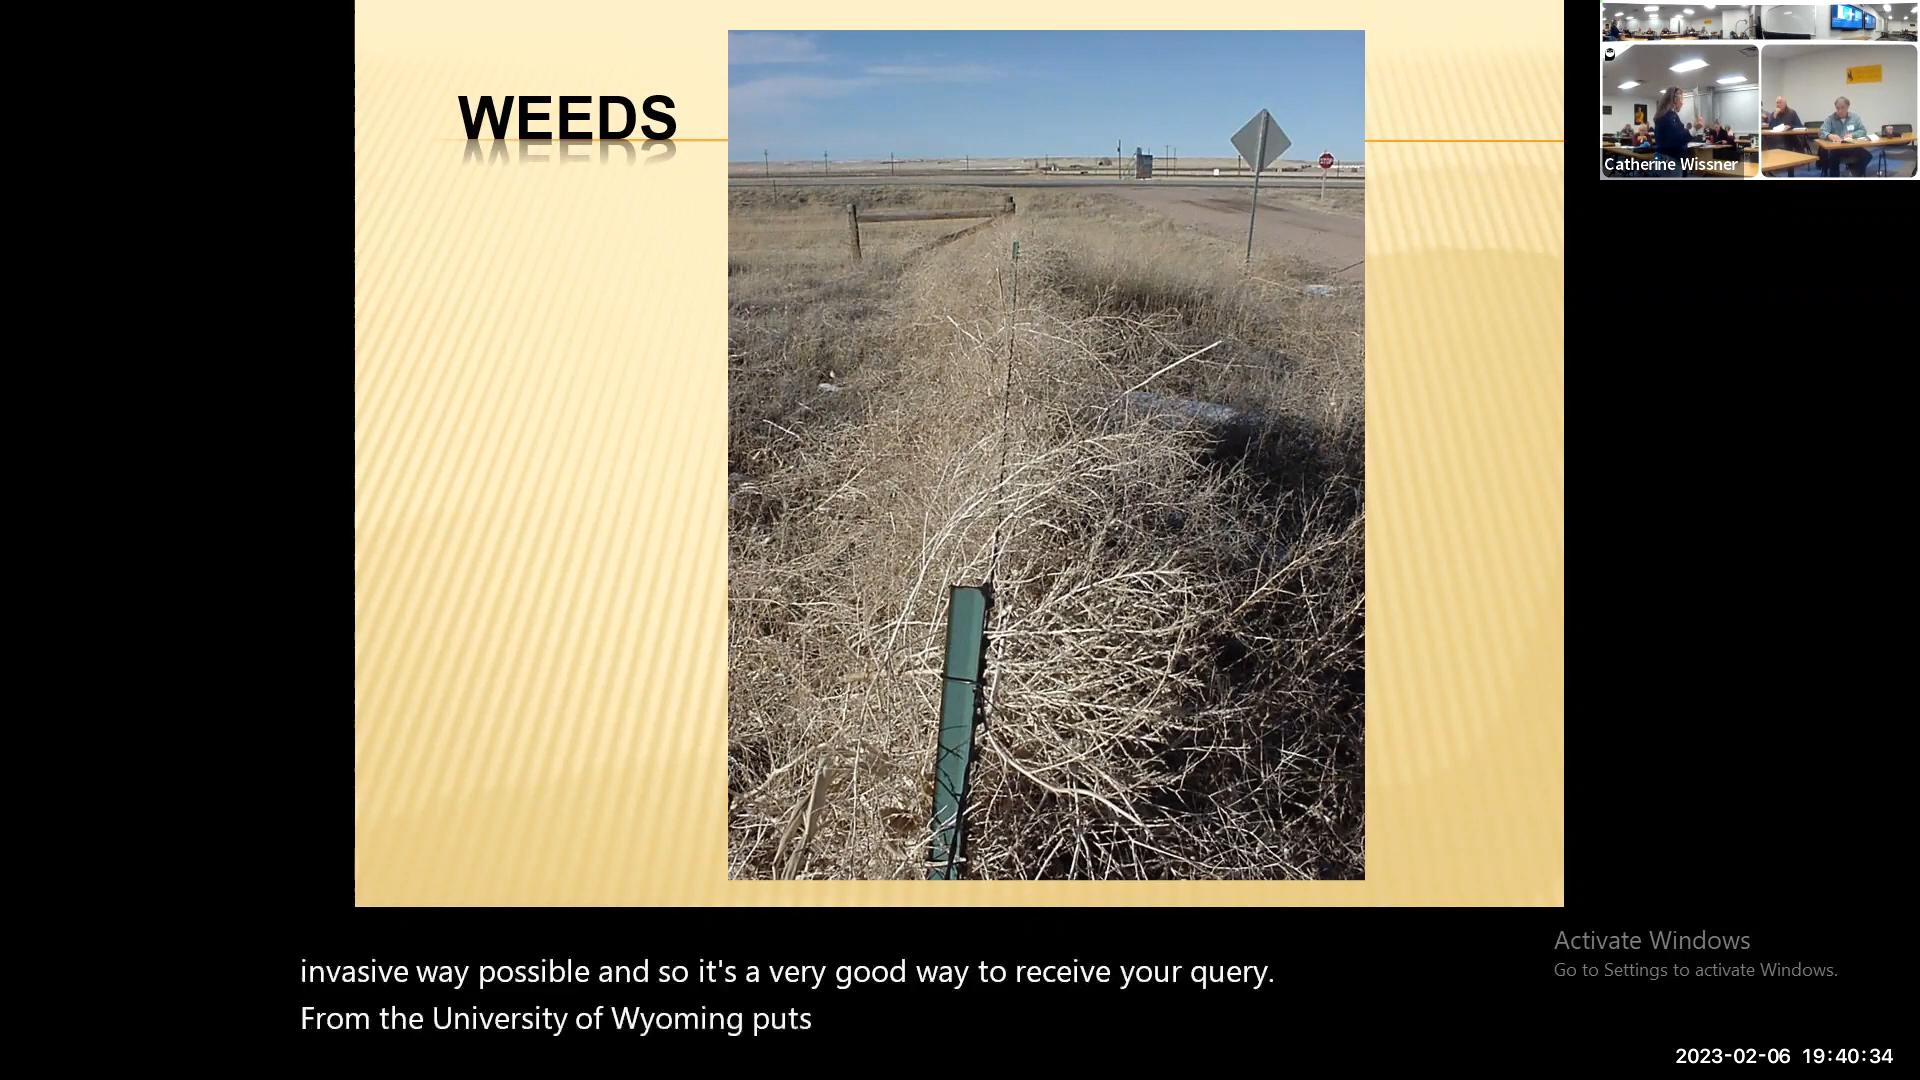 WEEDS
STOP
Catherine Wissner
invasive way possible and so it's a very good way to receive your query.
From the University of Wyoming puts
Activate Windows
Go to Settings to activate Windows.
2023-02-06 19:40:34